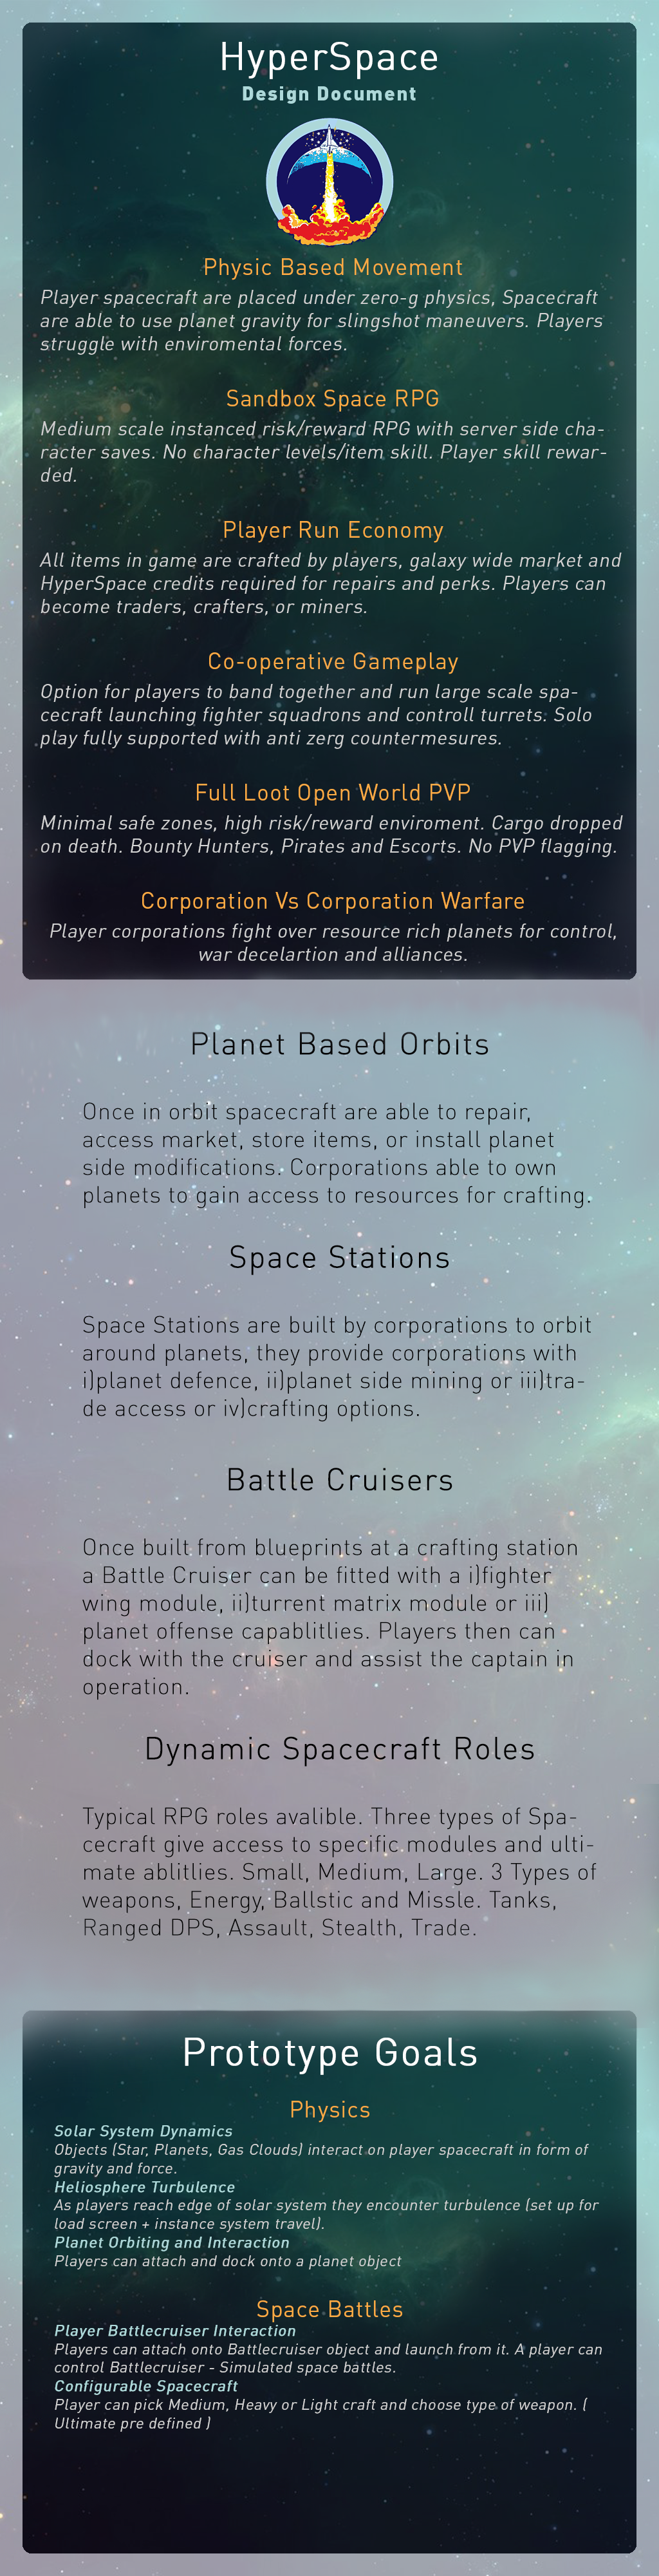 HyperSpace
Design Document
Physic Based Movement
Player spacecraft are placed under zero-g physics, Spacecraft
are able to use planet gravity for slingshot maneuvers. Players
struggle with enviromental forces.
Sandbox Space RPG
Medium scale instanced risk/reward RPG with server side cha-
racter saves. No character levels/item skill. Player skill rewar-
ded.
Player Run Economy
All items in game are crafted by players, galaxy wide market and
HyperSpace credits required for repairs and perks. Players can
become traders, crafters, or miners.
Co-operative Gameplay
Option for players to band together and run large scale spa-
cecraft launching fighter squadrons and controll turrets. Solo
play fully supported with anti zerg countermesures.
Full Loot Open World PVP
Minimal safe zones, high risk/reward enviroment. Cargo dropped
on death. Bounty Hunters, Pirates and Escorts. No PVP flagging.
Corporation Vs Corporation Warfare
Player corporations fight over resource rich planets for control,
war decelartion and alliances.
Planet Based Orbits
Once in orbit spacecraft are able to repair,
access market, store items, or install planet
side modifications. Corporations able to own
planets to gain access to resources for crafting.
Space Stations
Space Stations are built by corporations to orbit
around planets, they provide corporations with
i)planet defence, ii)planet side mining or iii)tra-
de access or iv)crafting options.
Battle Cruisers
Once built from blueprints at a crafting station
a Battle Cruiser can be fitted with a i)fighter
wing module, ii)turrent matrix module or iii)
planet offense capablitlies. Players then can
dock with the cruiser and assist the captain in
operation.
Dynamic Spacecraft Roles
Typical RPG roles avalible. Three types of Spa-
cecraft give access to specific modules and ulti-
mate ablitlies. Small, Medium, Large. 3 Types of
weapons, Energy, Ballstic and Missle. Tanks,
Ranged DPS, Assault, Stealth, Trade.
Prototype Goals
Physics
Solar System Dynamics
Objects (Star, Planets, Gas Clouds) interact on player spacecraft in form of
gravity and force.
Heliosphere Turbulence
As players reach edge of solar system they encounter turbulence (set up for
load screen + instance system travel).
Planet Orbiting and Interaction
Players can attach and dock onto a planet object
Space Battles
Player Battlecruiser Interaction
Players can attach onto Battlecruiser object and launch from it. A player can
control Battlecruiser - Simulated space battles.
Configurable Spacecraft
Player can pick Medium, Heavy or Light craft and choose type of weapon. (
Ultimate pre defined )